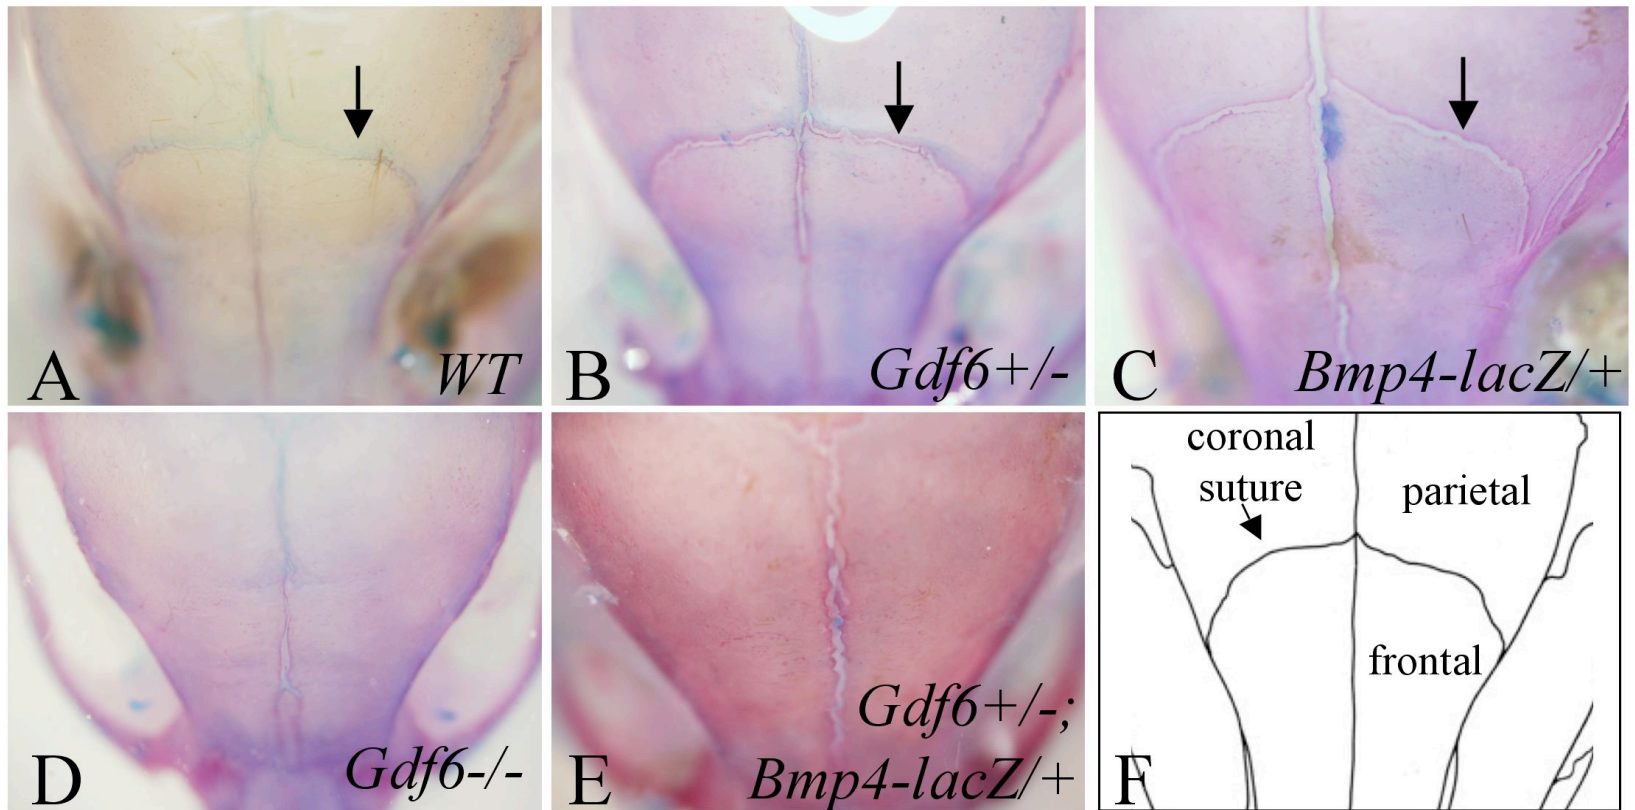 A
WT
B
Gdf6+/-
C
Bmp4-lacZ/+
D
Gdf6-/-
E
Gdf6+/-;
Bmp4-lacZ/+
coronal
suture
parietal
frontal
F